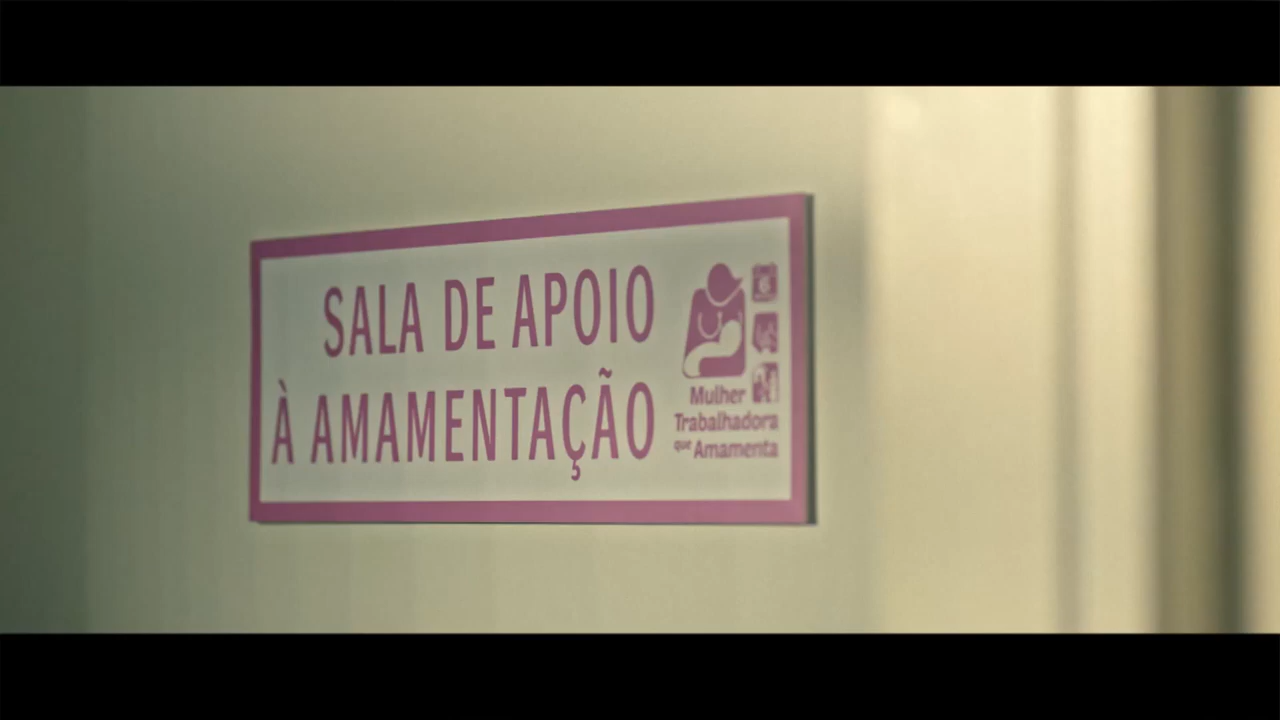 SALA DE APOIO
À AMAMENTAÇÃO
Mulher
Trabalhadora
que Amamenta